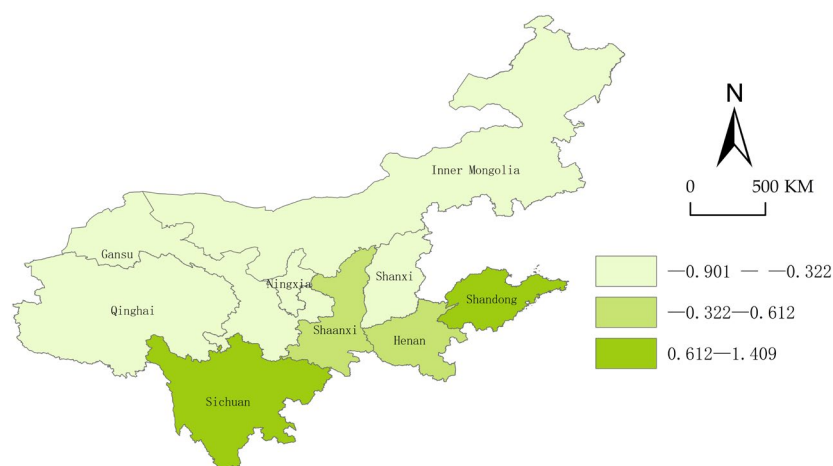 N
0 500 KM
Inner Mongolia
Gansu
Ningxia
Shanxi
Qinghai
Shaanxi
Henan
Shandong
Sichuan
—0.901 — —0.322
—0.322—0.612
0.612—1.409